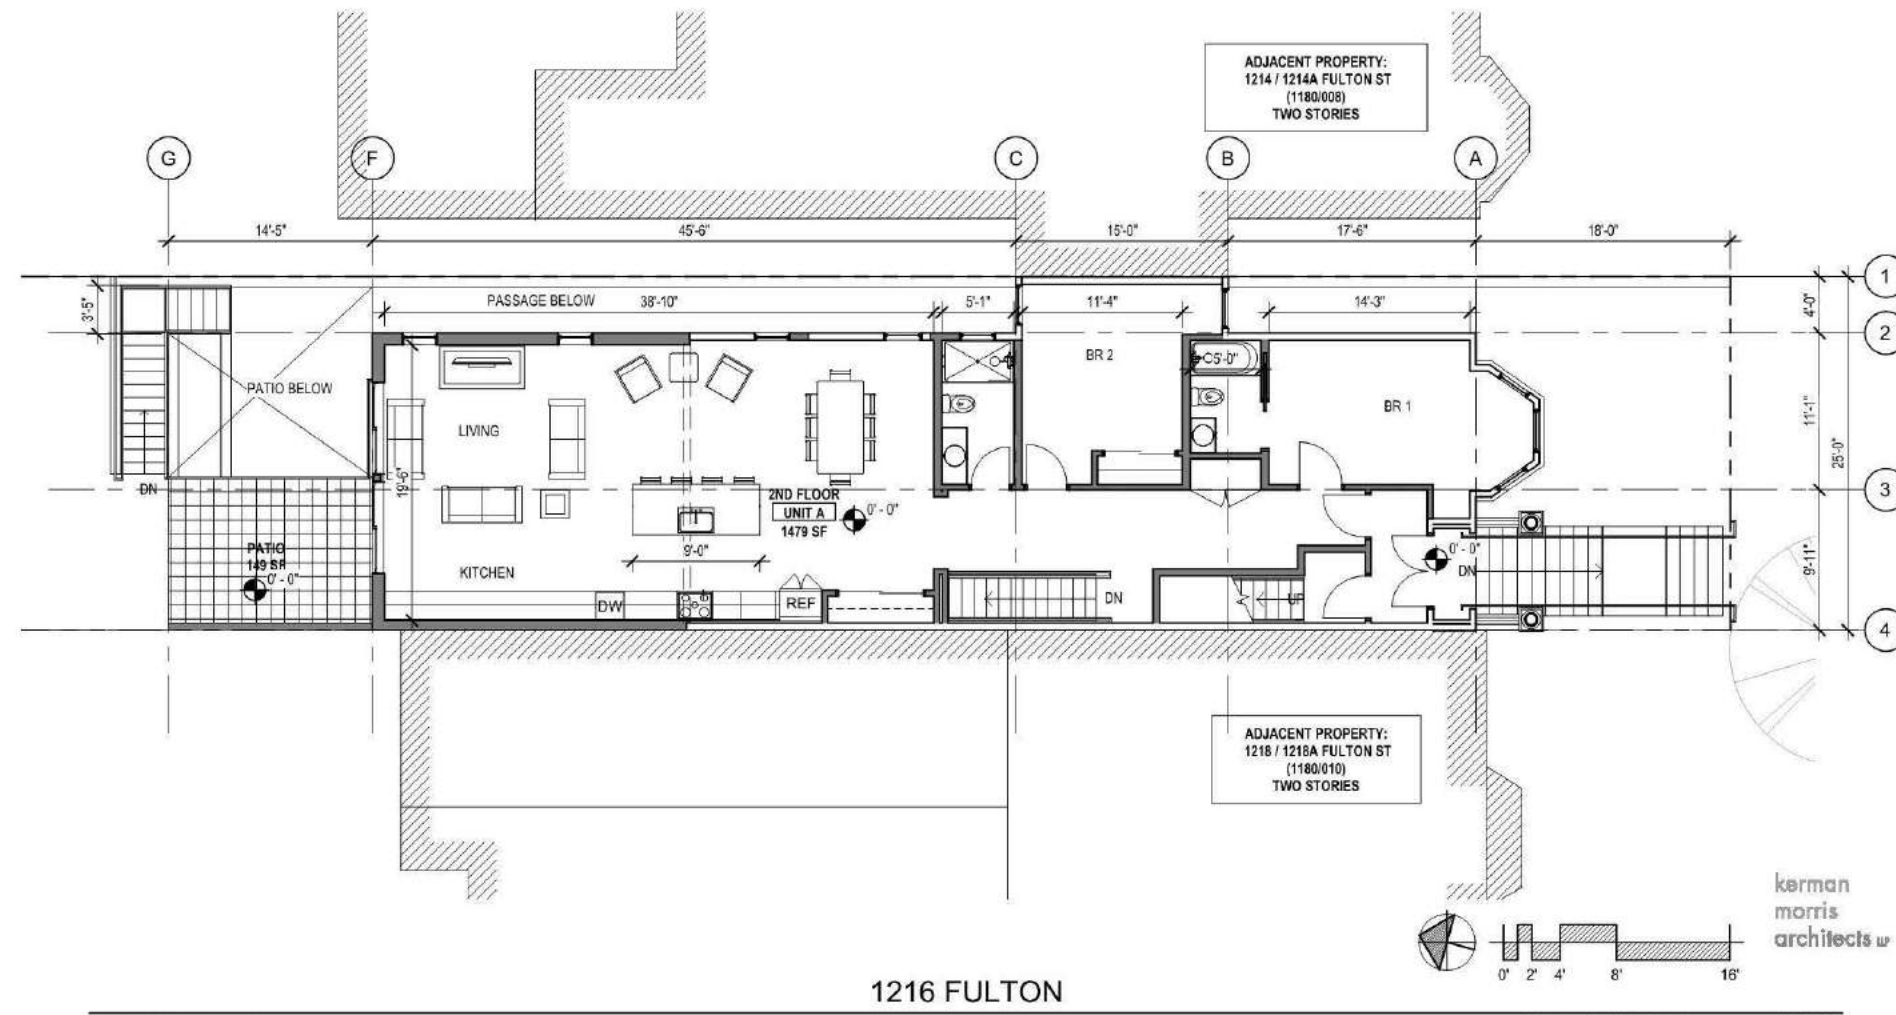 ADJACENT PROPERTY:
1214 / 1214A FULTON ST
(1180/008)
TWO STORIES
G
F
C
B
A
14'-5"
45'-6"
15'-0"
17'-6"
18'-0"
1
3'-5"
PASSAGE BELOW
38'-10"
5'-1"
11'-4"
14'-3"
4'-0"
2
BR 2
5'-0"
PATIO BELOW
BR 1
11'-1"
LIVING
25'-0"
19'-6"
DN
3
2ND FLOOR
UNIT A
1479 SF
0' - 0"
PATIO
149 SF
0' - 0"
9'-0"
0' - 0"
DN
9'-11"
KITCHEN
DW
REF
DN
UP
4
ADJACENT PROPERTY:
1218 / 1218A FULTON ST
(1180/010)
TWO STORIES
kerman
morris
architects LLP
0'
2'
4'
8'
16'
1216 FULTON